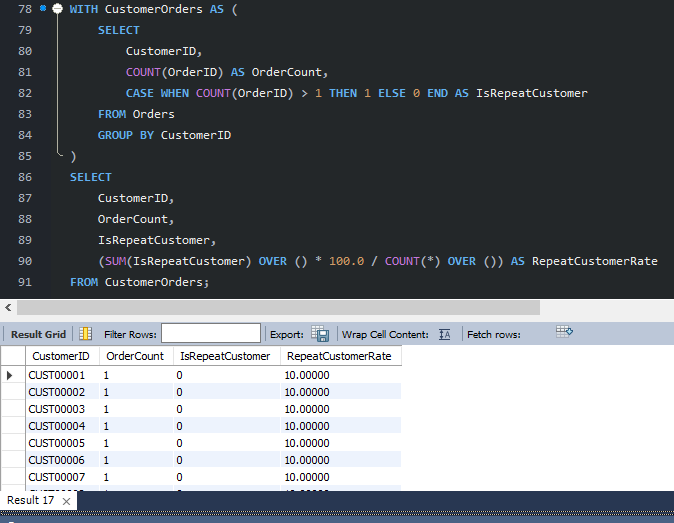 78 WITH CustomerOrders AS (
79 SELECT
80 CustomerID,
81 COUNT(OrderID) AS OrderCount,
82 CASE WHEN COUNT(OrderID) > 1 THEN 1 ELSE 0 END AS IsRepeatCustomer
83 FROM Orders
84 GROUP BY CustomerID
85 )
86 SELECT
87 CustomerID,
88 OrderCount,
89 IsRepeatCustomer,
90 (SUM(IsRepeatCustomer) OVER () * 100.0 / COUNT(*) OVER ()) AS RepeatCustomerRate
91 FROM CustomerOrders;
Result Grid Filter Rows: Export: Wrap Cell Content: IA Fetch rows:
CustomerID OrderCount IsRepeatCustomer RepeatCustomerRate
CUST00001 1 0 10.00000
CUST00002 1 0 10.00000
CUST00003 1 0 10.00000
CUST00004 1 0 10.00000
CUST00005 1 0 10.00000
CUST00006 1 0 10.00000
CUST00007 1 0 10.00000
Result 17 ×